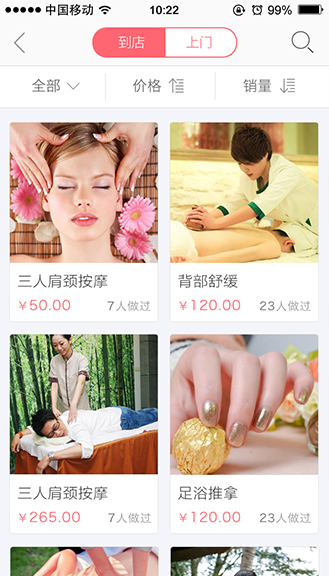 中国移动 10:22 99%
到店 上门
全部 价格 销量
三人肩颈按摩 背部舒缓
¥50.00 7人做过 ¥120.00 23人做过
三人肩颈按摩 足浴推拿
¥265.00 7人做过 ¥120.00 23人做过